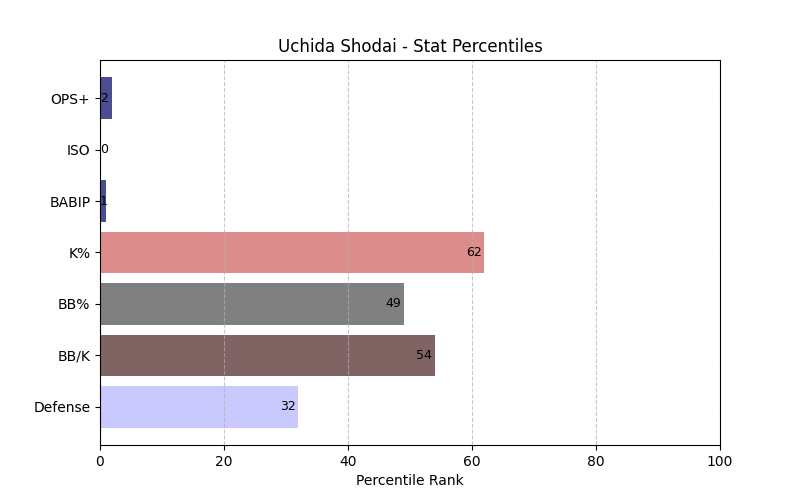 Uchida Shodai - Stat Percentiles
OPS+ 2
ISO 0
BABIP 1
K% 62
BB% 49
BB/K 54
Defense 32
0 20 40 60 80 100
Percentile Rank